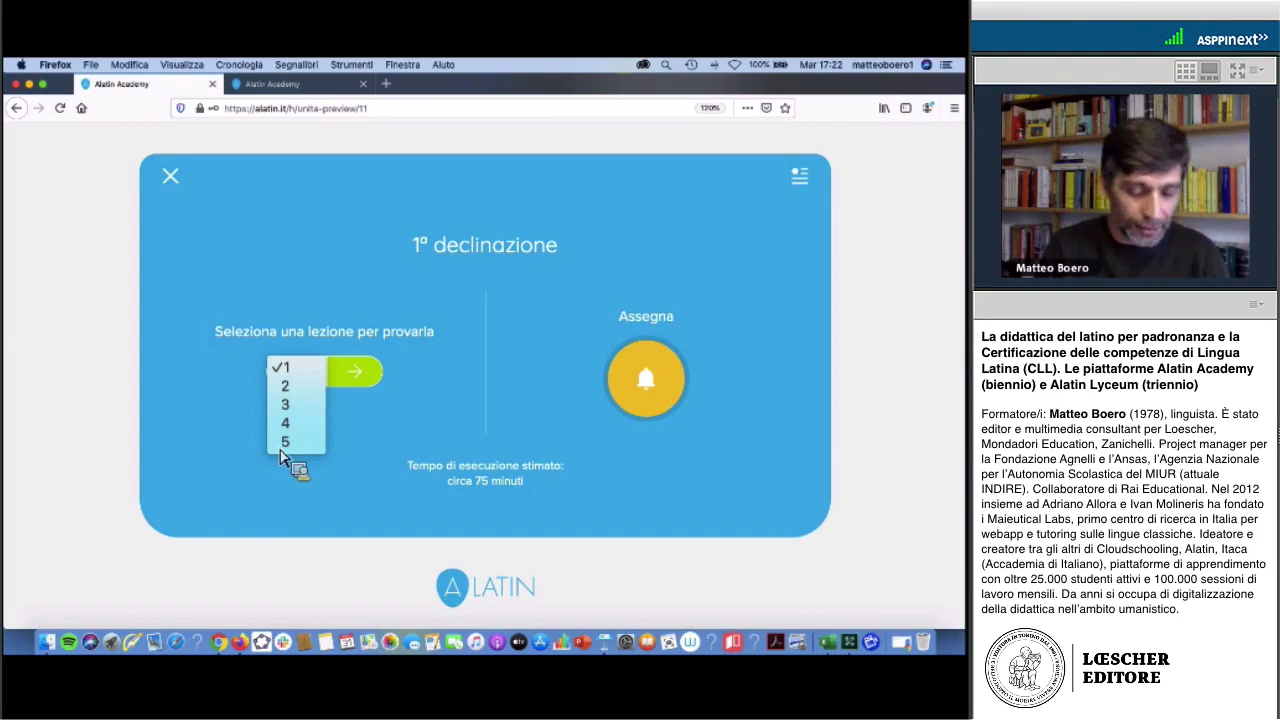 ASPPInext>>
Firefox File Modifica Visualizza Cronologia Segnalibri Strumenti Finestra Aiuto 100% Mar 17:22 matteoboero1
Alatin Academy
Alatin Academy
https://alatin.it/h/unita-preview/11
120%
1ª declinazione
Seleziona una lezione per provarla
Assegna
✓1
2
3
4
5
Tempo di esecuzione stimato:
circa 75 minuti
A LATIN
Matteo Boero
La didattica del latino per padronanza e la
Certificazione delle competenze di Lingua
Latina (CLL). Le piattaforme Alatin Academy
(biennio) e Alatin Lyceum (triennio)
Formatore/i: Matteo Boero (1978), linguista. È stato
editor e multimedia consultant per Loescher,
Mondadori Education, Zanichelli. Project manager per
la Fondazione Agnelli e l'Ansas, l'Agenzia Nazionale
per l'Autonomia Scolastica del MIUR (attuale
INDIRE). Collaboratore di Rai Educational. Nel 2012
insieme ad Adriano Allora e Ivan Molineris ha fondato
i Maieutical Labs, primo centro di ricerca in Italia per
webapp e tutoring sulle lingue classiche. Ideatore e
creatore tra gli altri di Cloudschooling, Alatin, Itaca
(Accademia di Italiano), piattaforme di apprendimento
con oltre 25.000 studenti attivi e 100.000 sessioni di
lavoro mensili. Da anni si occupa di digitalizzazione
della didattica nell'ambito umanistico.
LŒSCHER
EDITORE